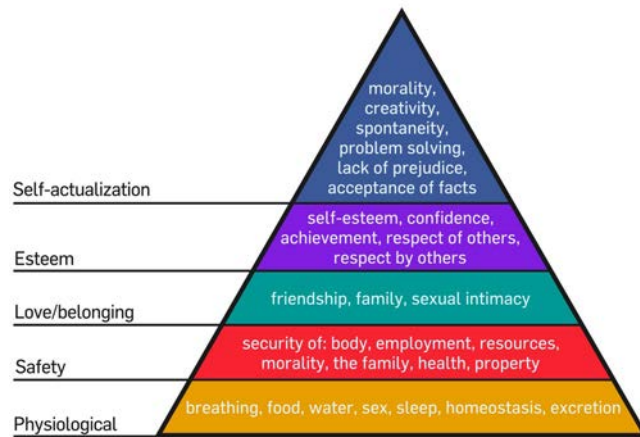 morality,
creativity,
spontaneity,
problem solving,
lack of prejudice,
acceptance of facts
Self-actualization
self-esteem, confidence,
achievement, respect of others,
respect by others
Esteem
friendship, family, sexual intimacy
Love/belonging
security of: body, employment, resources,
morality, the family, health, property
Safety
breathing, food, water, sex, sleep, homeostasis, excretion
Physiological